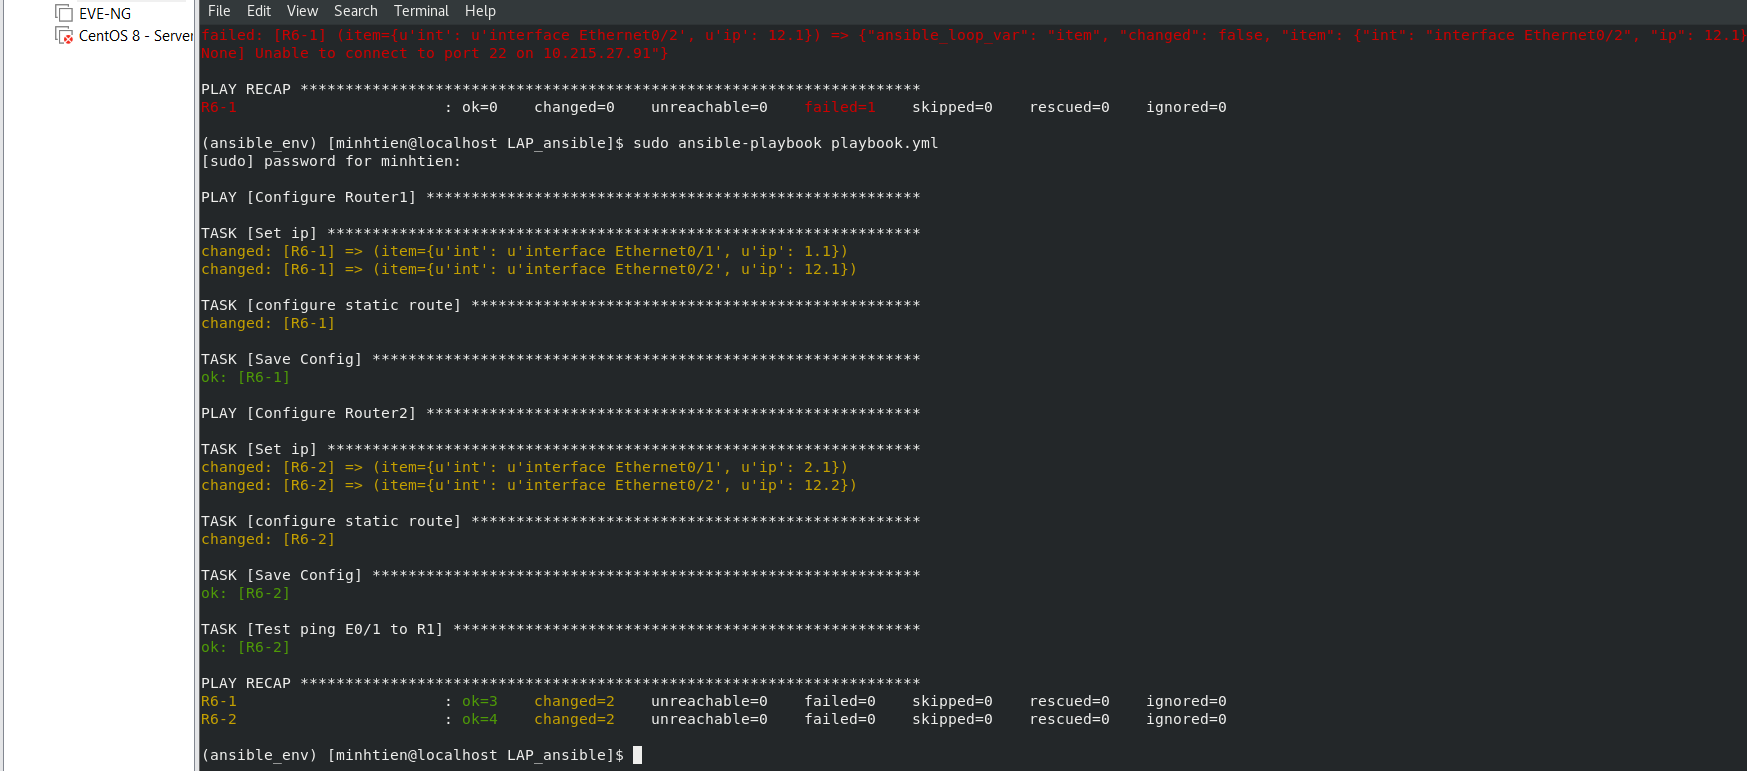 EVE-NG
CentOS 8 - Server
File Edit View Search Terminal Help
failed: [R6-1] (item={u'int': u'interface Ethernet0/2', u'ip': 12.1}) => {"ansible_loop_var": "item", "changed": false, "item": {"int": "interface Ethernet0/2", "ip": 12.1}
None] Unable to connect to port 22 on 10.215.27.91"}
PLAY RECAP *********************************************************************
R6-1                       : ok=0    changed=0    unreachable=0    failed=1    skipped=0    rescued=0    ignored=0
(ansible_env) [minhtien@localhost LAP_ansible]$ sudo ansible-playbook playbook.yml
[sudo] password for minhtien:
PLAY [Configure Router1] *******************************************************
TASK [Set ip] ******************************************************************
changed: [R6-1] => (item={u'int': u'interface Ethernet0/1', u'ip': 1.1})
changed: [R6-1] => (item={u'int': u'interface Ethernet0/2', u'ip': 12.1})
TASK [configure static route] **************************************************
changed: [R6-1]
TASK [Save Config] *************************************************************
ok: [R6-1]
PLAY [Configure Router2] *******************************************************
TASK [Set ip] ******************************************************************
changed: [R6-2] => (item={u'int': u'interface Ethernet0/1', u'ip': 2.1})
changed: [R6-2] => (item={u'int': u'interface Ethernet0/2', u'ip': 12.2})
TASK [configure static route] **************************************************
changed: [R6-2]
TASK [Save Config] *************************************************************
ok: [R6-2]
TASK [Test ping E0/1 to R1] ****************************************************
ok: [R6-2]
PLAY RECAP *********************************************************************
R6-1                       : ok=3    changed=2    unreachable=0    failed=0    skipped=0    rescued=0    ignored=0
R6-2                       : ok=4    changed=2    unreachable=0    failed=0    skipped=0    rescued=0    ignored=0
(ansible_env) [minhtien@localhost LAP_ansible]$